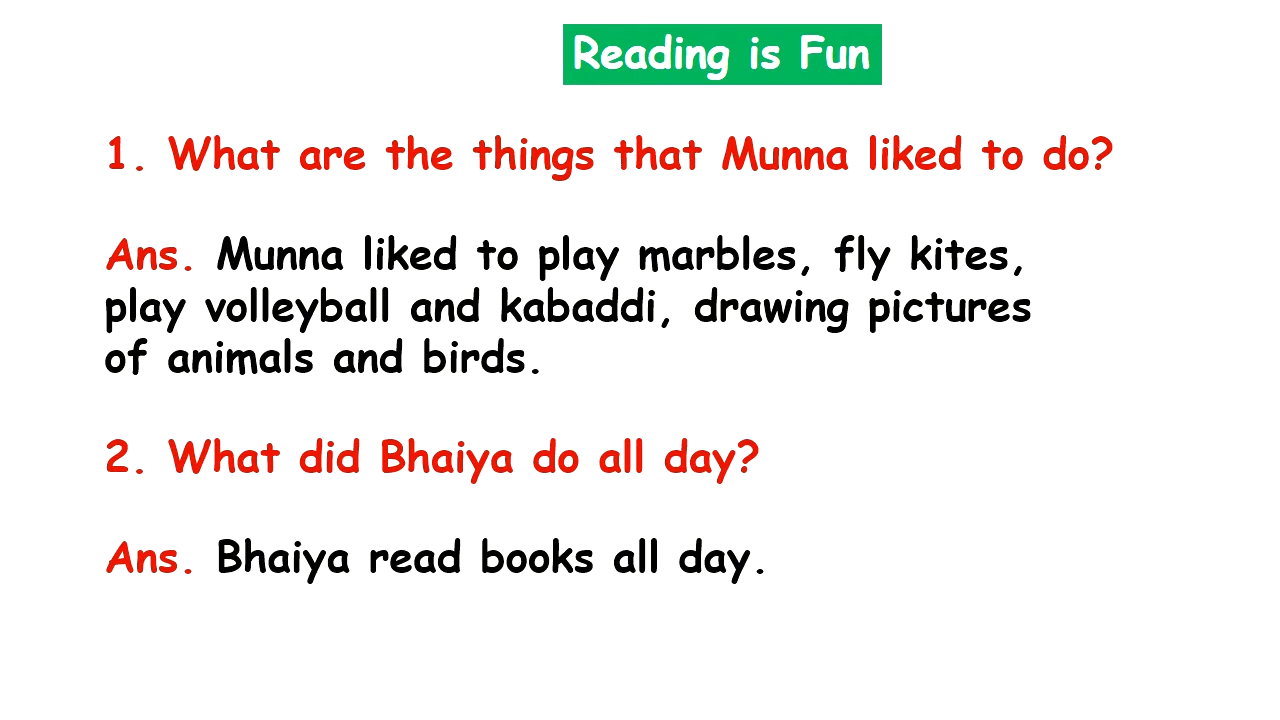 Reading is Fun
1. What are the things that Munna liked to do?
Ans. Munna liked to play marbles, fly kites,
play volleyball and kabaddi, drawing pictures
of animals and birds.
2. What did Bhaiya do all day?
Ans. Bhaiya read books all day.